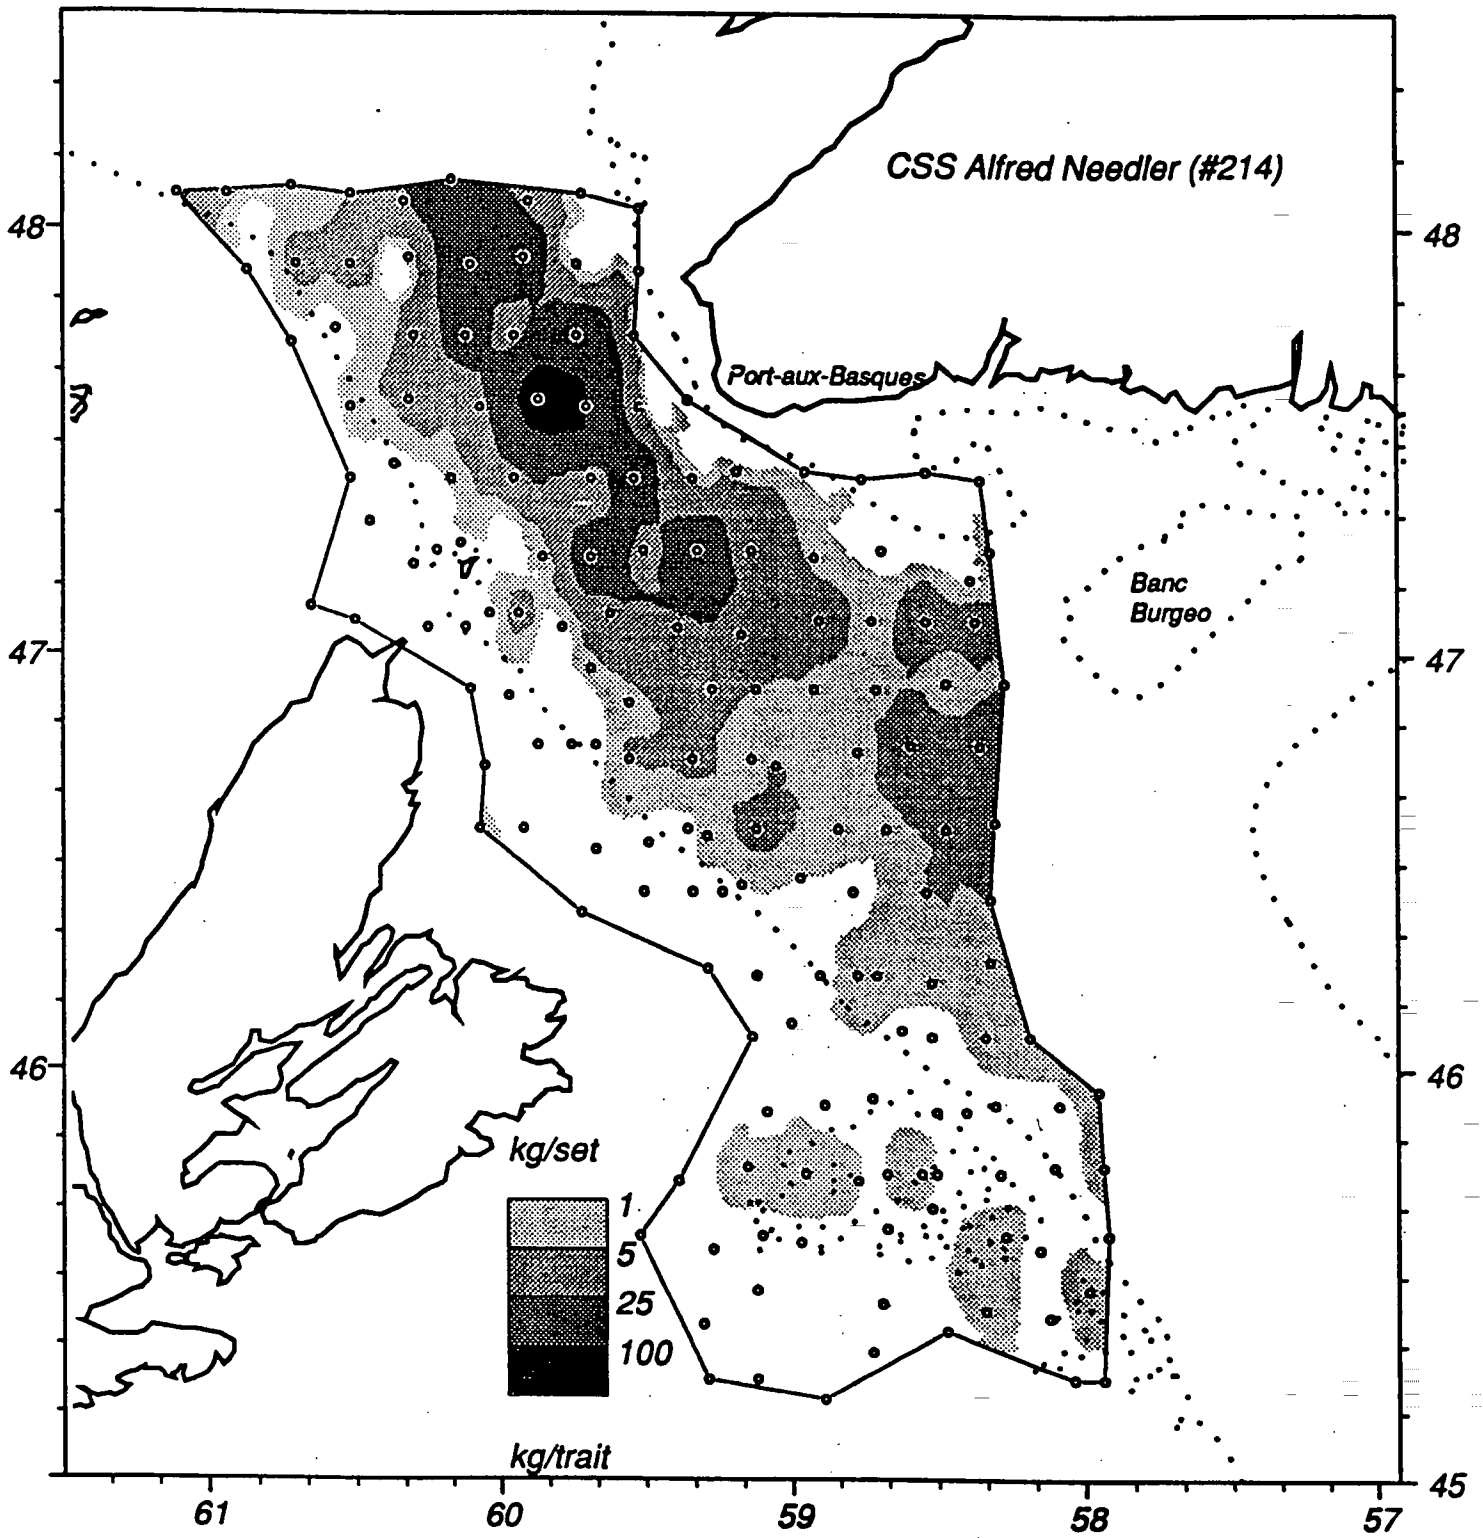 CSS Alfred Needler (#214)
48
48
Port-aux-Basques
Banc
Burgeo
47
47
46
46
kg/set
1
5
25
100
kg/trait
45
61
60
59
58
57